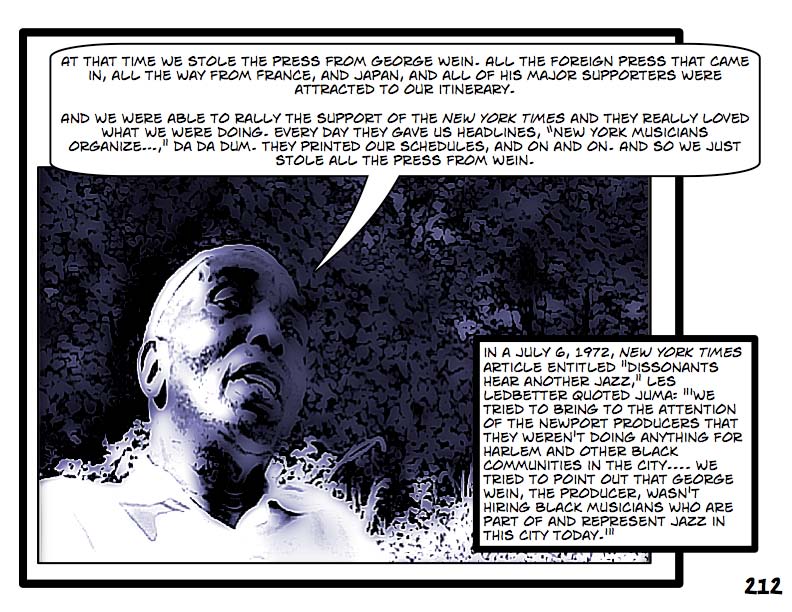 AT THAT TIME WE STOLE THE PRESS FROM GEORGE WEIN. ALL THE FOREIGN PRESS THAT CAME
IN, ALL THE WAY FROM FRANCE, AND JAPAN, AND ALL OF HIS MAJOR SUPPORTERS WERE
ATTRACTED TO OUR ITINERARY.
AND WE WERE ABLE TO RALLY THE SUPPORT OF THE NEW YORK TIMES AND THEY REALLY LOVED
WHAT WE WERE DOING. EVERY DAY THEY GAVE US HEADLINES, "NEW YORK MUSICIANS
ORGANIZE...," DA DA DUM. THEY PRINTED OUR SCHEDULES, AND ON AND ON. AND SO WE JUST
STOLE ALL THE PRESS FROM WEIN.
IN A JULY 6, 1972, NEW YORK TIMES
ARTICLE ENTITLED "DISSONANTS
HEAR ANOTHER JAZZ," LES
LEDBETTER QUOTED JUMA: "'WE
TRIED TO BRING TO THE ATTENTION
OF THE NEWPORT PRODUCERS THAT
THEY WEREN'T DOING ANYTHING FOR
HARLEM AND OTHER BLACK
COMMUNITIES IN THE CITY.... WE
TRIED TO POINT OUT THAT GEORGE
WEIN, THE PRODUCER, WASN'T
HIRING BLACK MUSICIANS WHO ARE
PART OF AND REPRESENT JAZZ IN
THIS CITY TODAY.'"
212